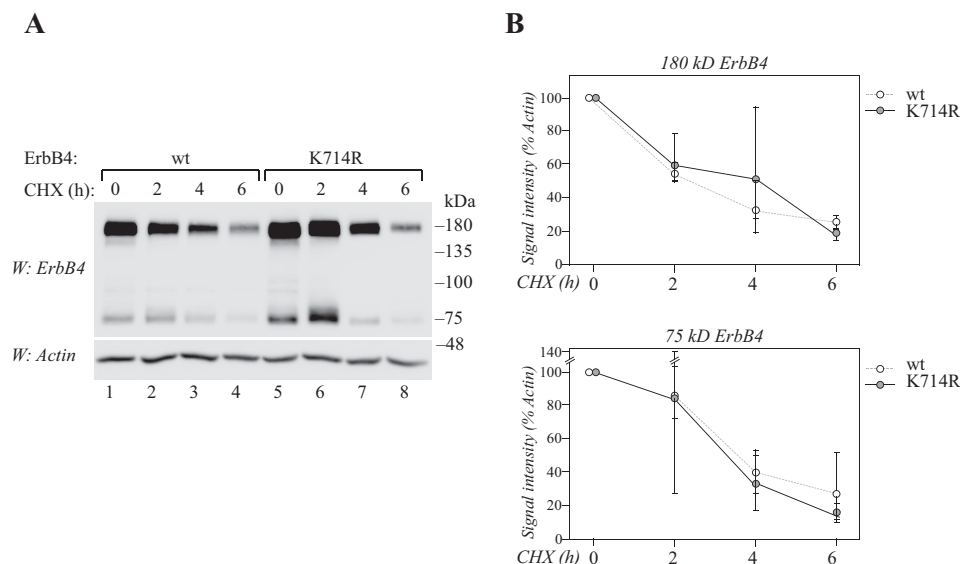 A
ErbB4: wt K714R
CHX (h): 0 2 4 6 0 2 4 6
kDa
W: ErbB4
–180
–135
–100
–75
W: Actin
–48
1 2 3 4 5 6 7 8
B
180 kD ErbB4
Signal intensity (% Actin)
100
80
60
40
20
0
CHX (h) 0 2 4 6
wt
K714R
75 kD ErbB4
Signal intensity (% Actin)
140
100
80
60
40
20
0
CHX (h) 0 2 4 6
wt
K714R